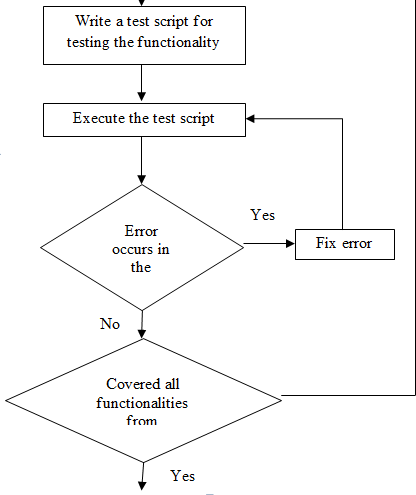 Write a test script for
testing the functionality
Execute the test script
Yes
Error
occurs in
the
Fix error
No
Covered all
functionalities
from
Yes